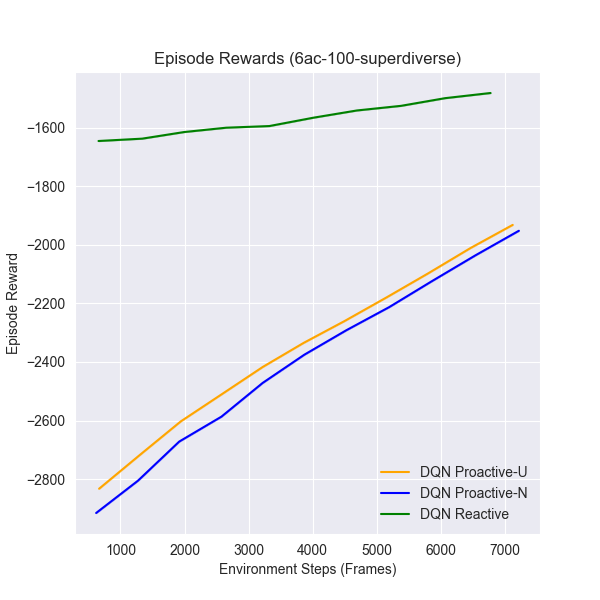 Episode Rewards (6ac-100-superdiverse)
−1600
−1800
−2000
−2200
−2400
−2600
−2800
Episode Reward
DQN Proactive-U
DQN Proactive-N
DQN Reactive
1000 2000 3000 4000 5000 6000 7000
Environment Steps (Frames)